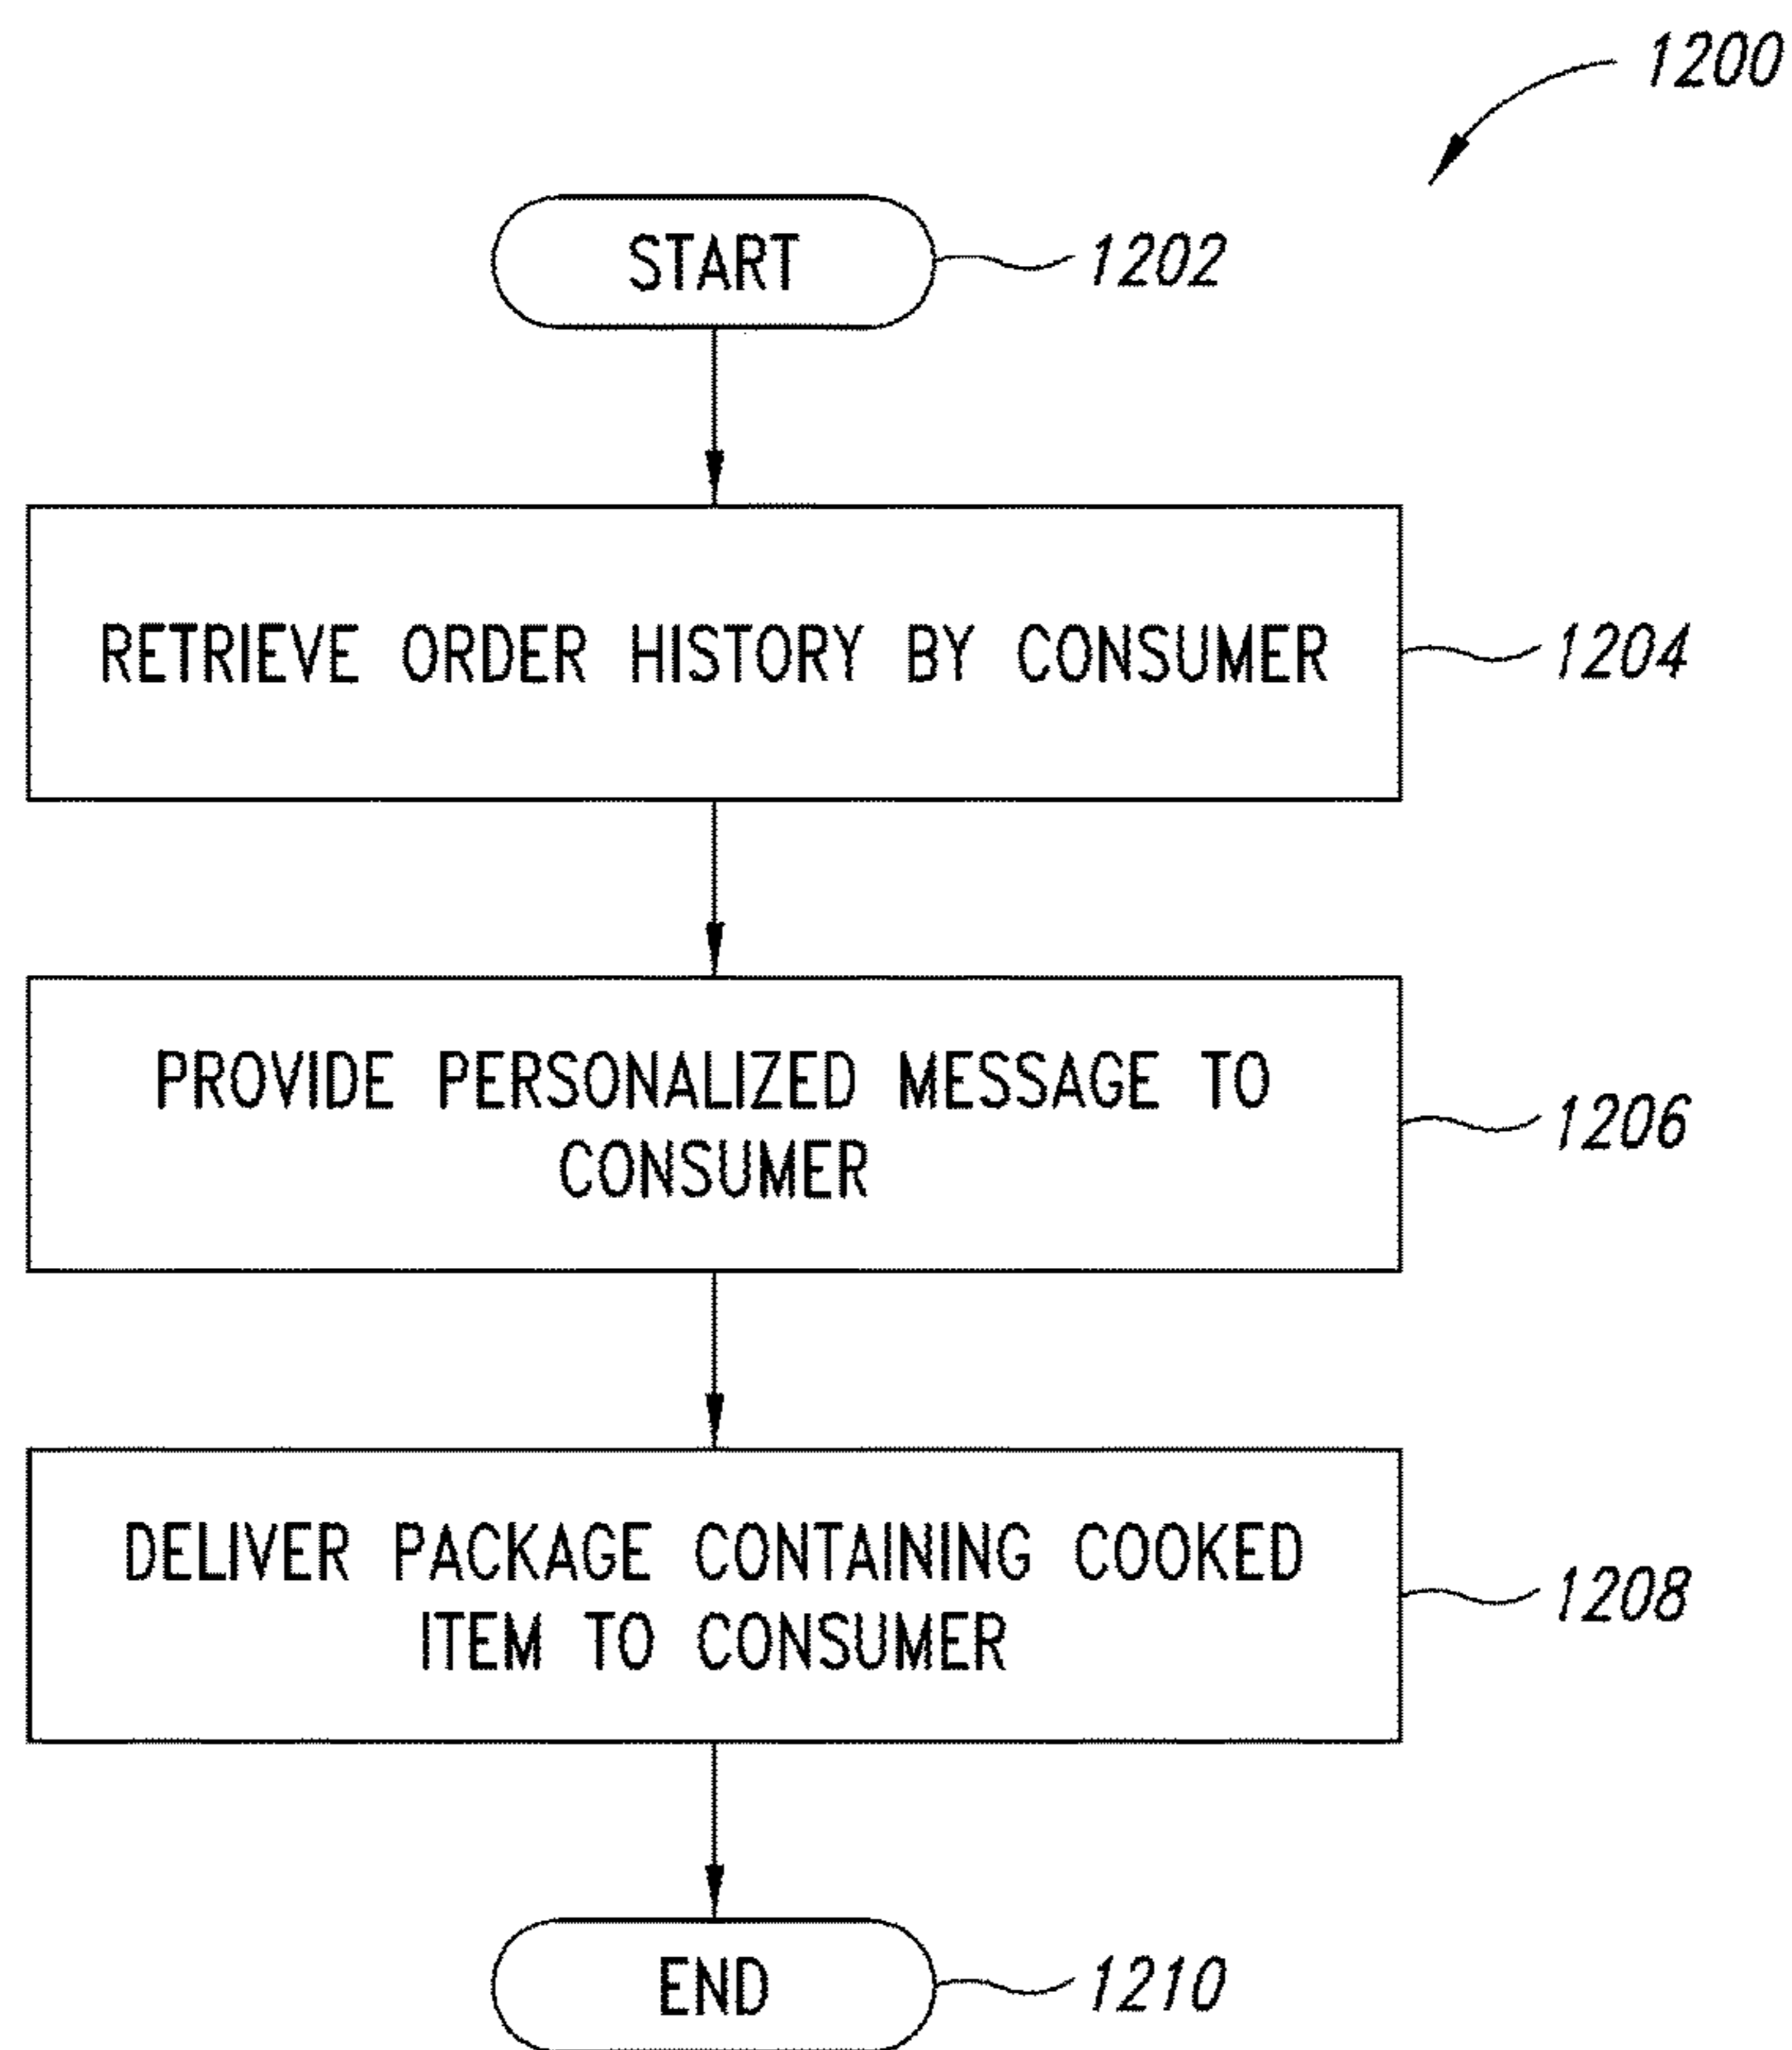 1200
START
1202
RETRIEVE ORDER HISTORY BY CONSUMER
1204
PROVIDE PERSONALIZED MESSAGE TO
CONSUMER
1206
DELIVER PACKAGE CONTAINING COOKED
ITEM TO CONSUMER
1208
END
1210